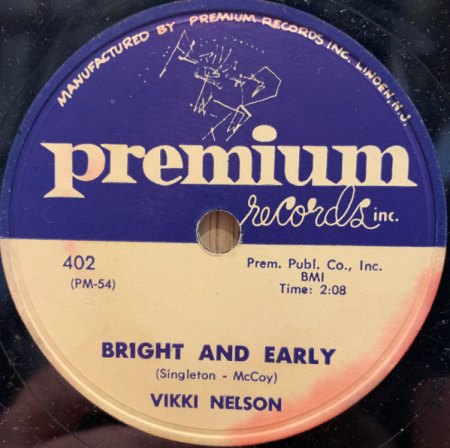 MANUFACTURED BY PREMIUM RECORDS INC. LINDEN, N.J.
premium
records inc.
402
(PM-54)
Prem. Publ. Co., Inc.
BMI
Time: 2:08
BRIGHT AND EARLY
(Singleton - McCoy)
VIKKI NELSON